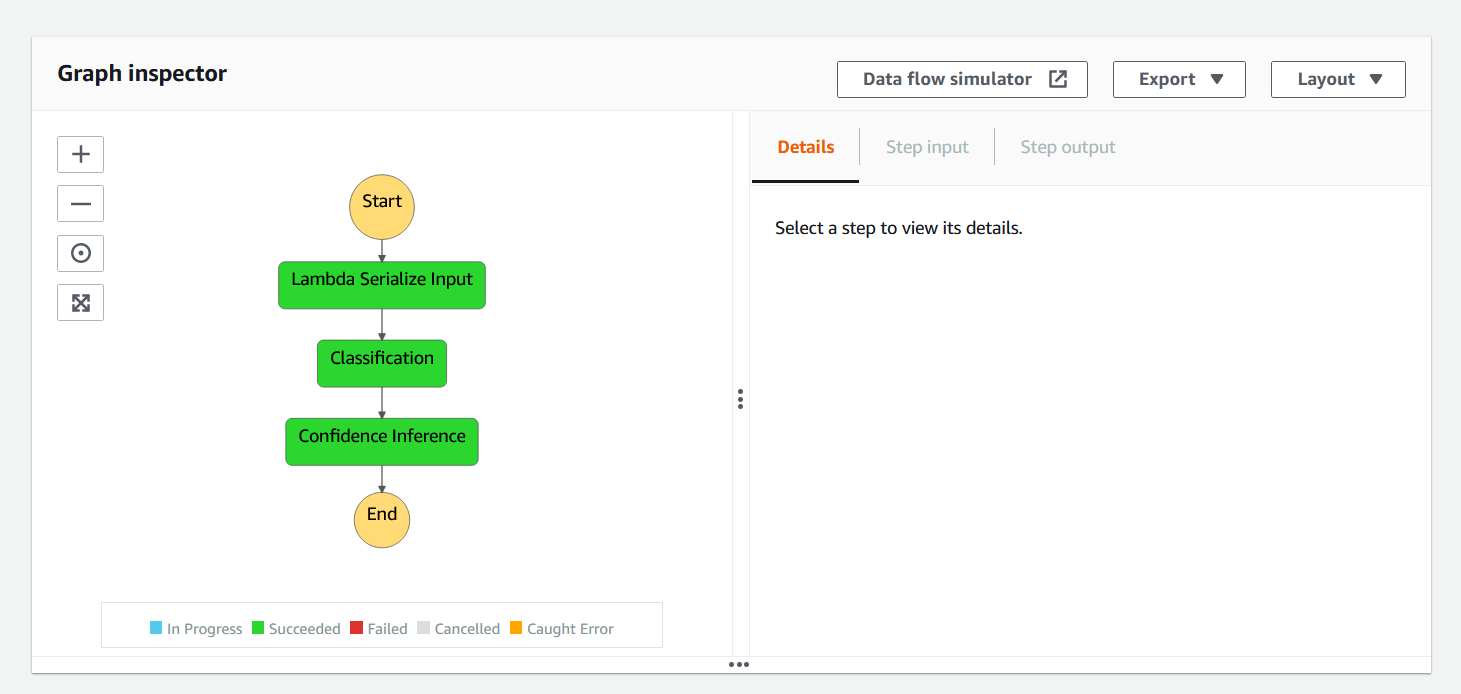 Graph inspector
Data flow simulator
Export
Layout
Details
Step input
Step output
Select a step to view its details.
Start
Lambda Serialize Input
Classification
Confidence Inference
End
In Progress Succeeded Failed Cancelled Caught Error